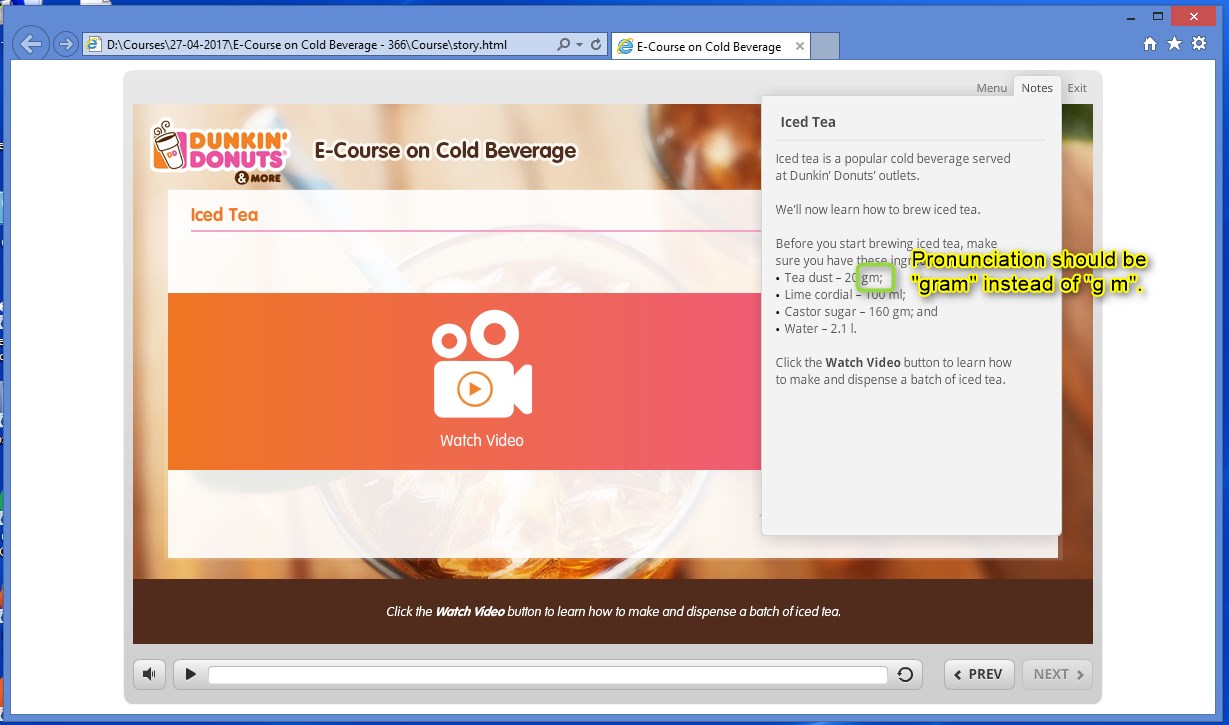 D:\Courses\27-04-2017\E-Course on Cold Beverage - 366\Course\story.html
E-Course on Cold Beverage
Menu
Notes
Exit
DUNKIN'
DONUTS
& MORE
E-Course on Cold Beverage
Iced Tea
Watch Video
Iced Tea
Iced tea is a popular cold beverage served
at Dunkin' Donuts' outlets.
We'll now learn how to brew iced tea.
Before you start brewing iced tea, make
sure you have these
• Tea dust – 20 gm;
• Lime cordial – 100 ml;
• Castor sugar – 160 gm; and
• Water – 2.1 l.
Click the Watch Video button to learn how
to make and dispense a batch of iced tea.
Pronunciation should be
"gram" instead of "g m".
Click the Watch Video button to learn how to make and dispense a batch of iced tea.
PREV
NEXT